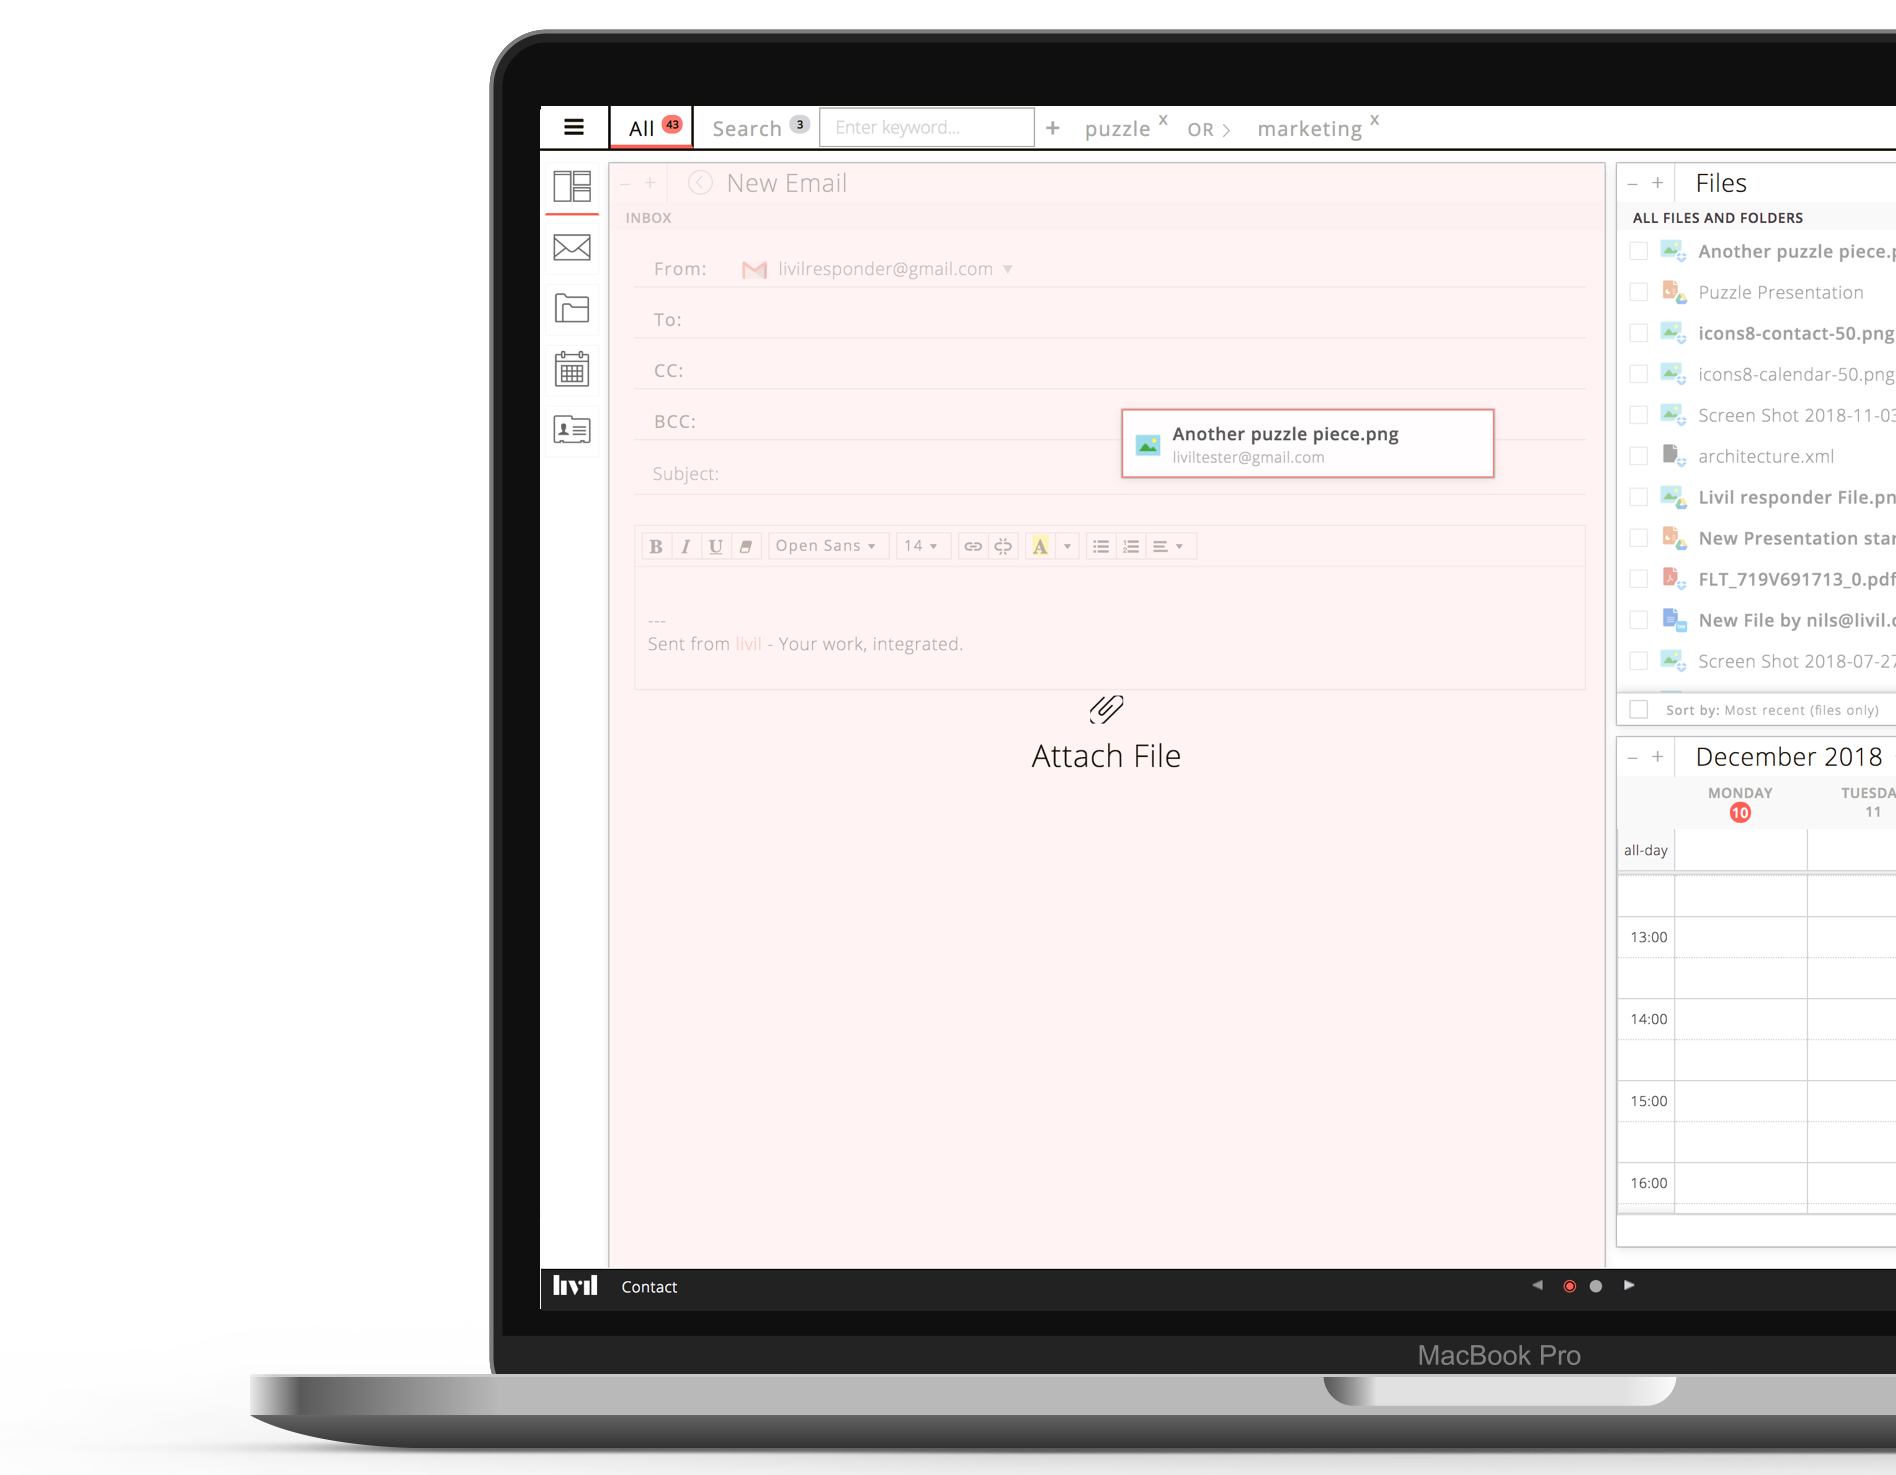 All 43 Search 3 Enter keyword... + puzzle x OR > marketing x
– + New Email
INBOX
From: livilresponder@gmail.com
To:
CC:
BCC:
Subject:
Another puzzle piece.png
liviltester@gmail.com
B I U Open Sans 14 A
---
Sent from livil - Your work, integrated.
Attach File
– + Files
ALL FILES AND FOLDERS
Another puzzle piece.p
Puzzle Presentation
icons8-contact-50.png
icons8-calendar-50.png
Screen Shot 2018-11-03
architecture.xml
Livil responder File.pn
New Presentation star
FLT_719V691713_0.pdf
New File by nils@livil.c
Screen Shot 2018-07-27
Sort by: Most recent (files only)
– + December 2018
MONDAY TUESDA
10 11
all-day
13:00
14:00
15:00
16:00
livil Contact
MacBook Pro